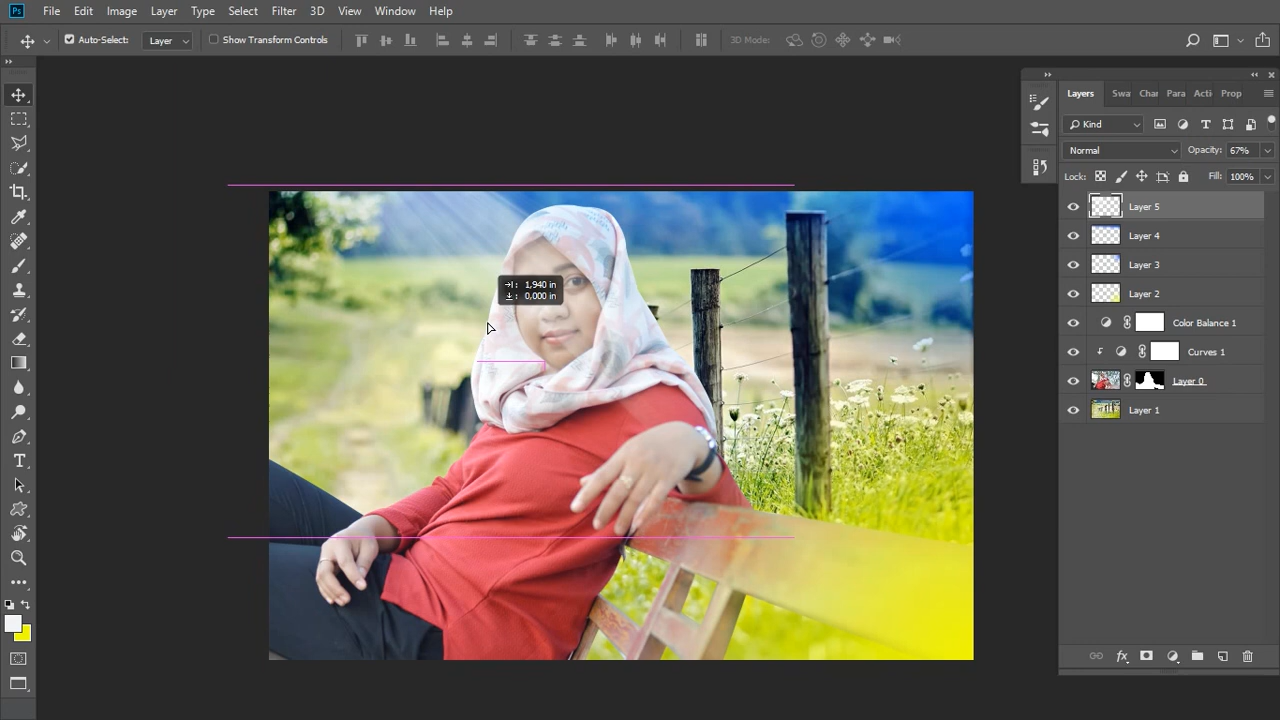 Ps File Edit Image Layer Type Select Filter 3D View Window Help
Auto-Select: Layer Show Transform Controls 3D Mode:
Layers Swa Char Para Acti Prop
Kind
Normal Opacity: 67%
Lock: Fill: 100%
Layer 5
Layer 4
Layer 3
Layer 2
Color Balance 1
Curves 1
Layer 0
Layer 1
1,940 in
0,000 in